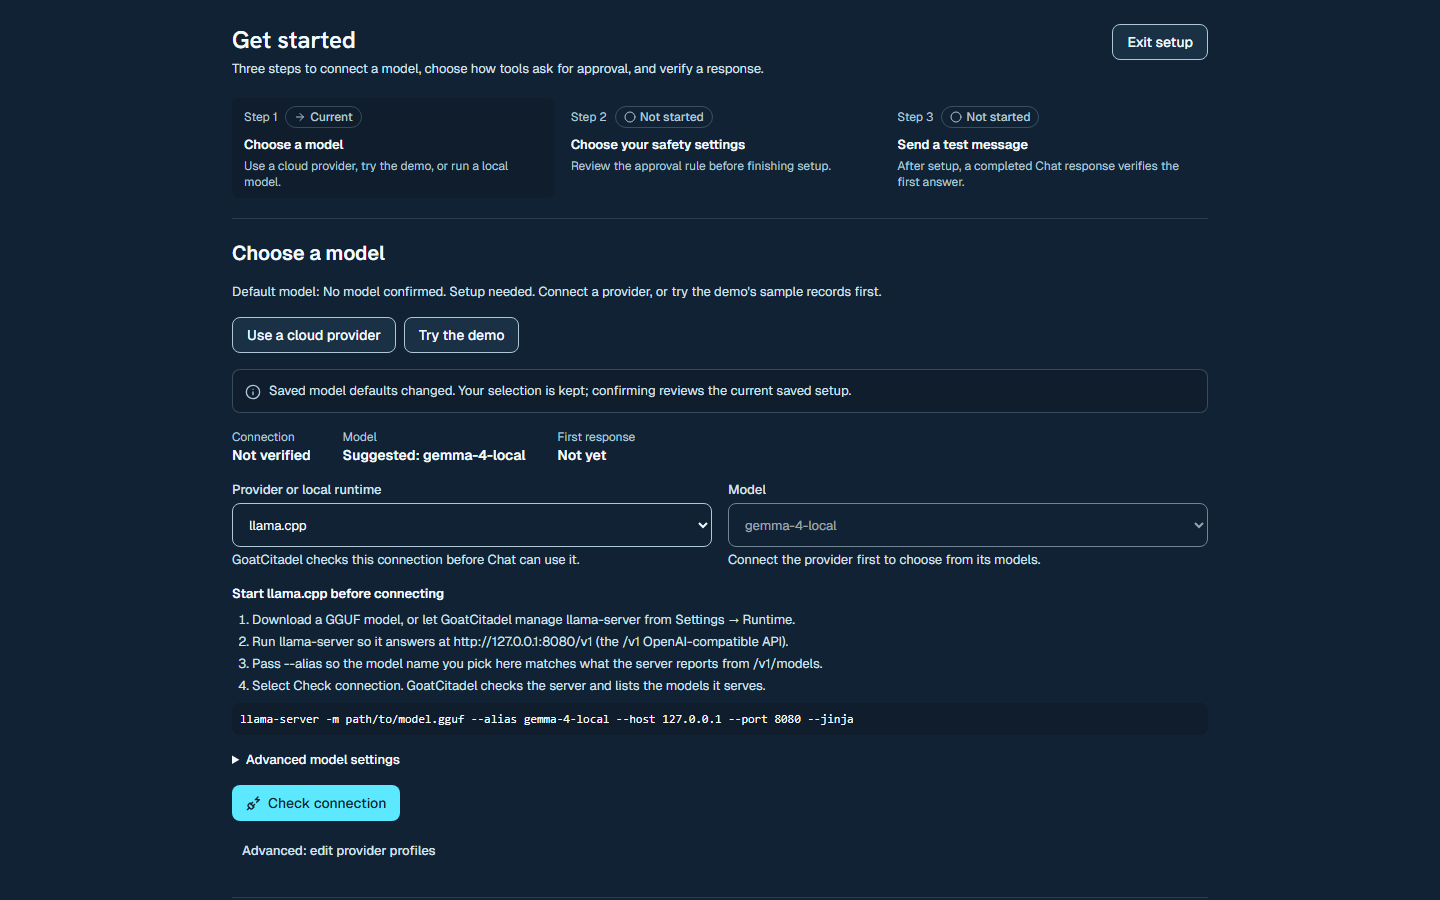 Get started
Exit setup
Three steps to connect a model, choose how tools ask for approval, and verify a response.
Step 1 → Current
Choose a model
Use a cloud provider, try the demo, or run a local
model.
Step 2 Not started
Choose your safety settings
Review the approval rule before finishing setup.
Step 3 Not started
Send a test message
After setup, a completed Chat response verifies the
first answer.
Choose a model
Default model: No model confirmed. Setup needed. Connect a provider, or try the demo's sample records first.
Use a cloud provider
Try the demo
Saved model defaults changed. Your selection is kept; confirming reviews the current saved setup.
Connection
Not verified
Model
Suggested: gemma-4-local
First response
Not yet
Provider or local runtime
llama.cpp
GoatCitadel checks this connection before Chat can use it.
Model
gemma-4-local
Connect the provider first to choose from its models.
Start llama.cpp before connecting
1. Download a GGUF model, or let GoatCitadel manage llama-server from Settings → Runtime.
2. Run llama-server so it answers at http://127.0.0.1:8080/v1 (the /v1 OpenAI-compatible API).
3. Pass --alias so the model name you pick here matches what the server reports from /v1/models.
4. Select Check connection. GoatCitadel checks the server and lists the models it serves.
llama-server -m path/to/model.gguf --alias gemma-4-local --host 127.0.0.1 --port 8080 --jinja
Advanced model settings
Check connection
Advanced: edit provider profiles